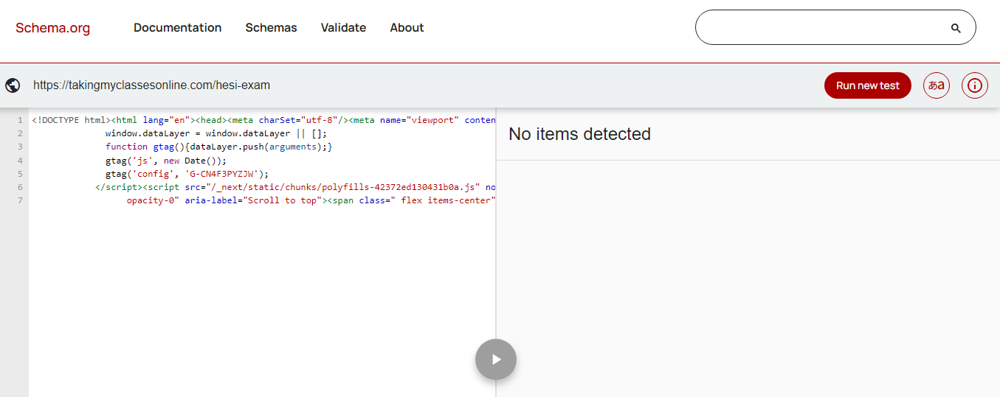 Schema.org Documentation Schemas Validate About
https://takingmyclassesonline.com/hesi-exam Run new test あa
1 <!DOCTYPE html><html lang="en"><head><meta charSet="utf-8"/><meta name="viewport" conten
2 window.dataLayer = window.dataLayer || [];
3 function gtag(){dataLayer.push(arguments);}
4 gtag('js', new Date());
5 gtag('config', 'G-CN4F3PYZJW');
6 </script><script src="/_next/static/chunks/polyfills-42372ed130431b0a.js" no
7 opacity-0" aria-label="Scroll to top"><span class=" flex items-center"
No items detected